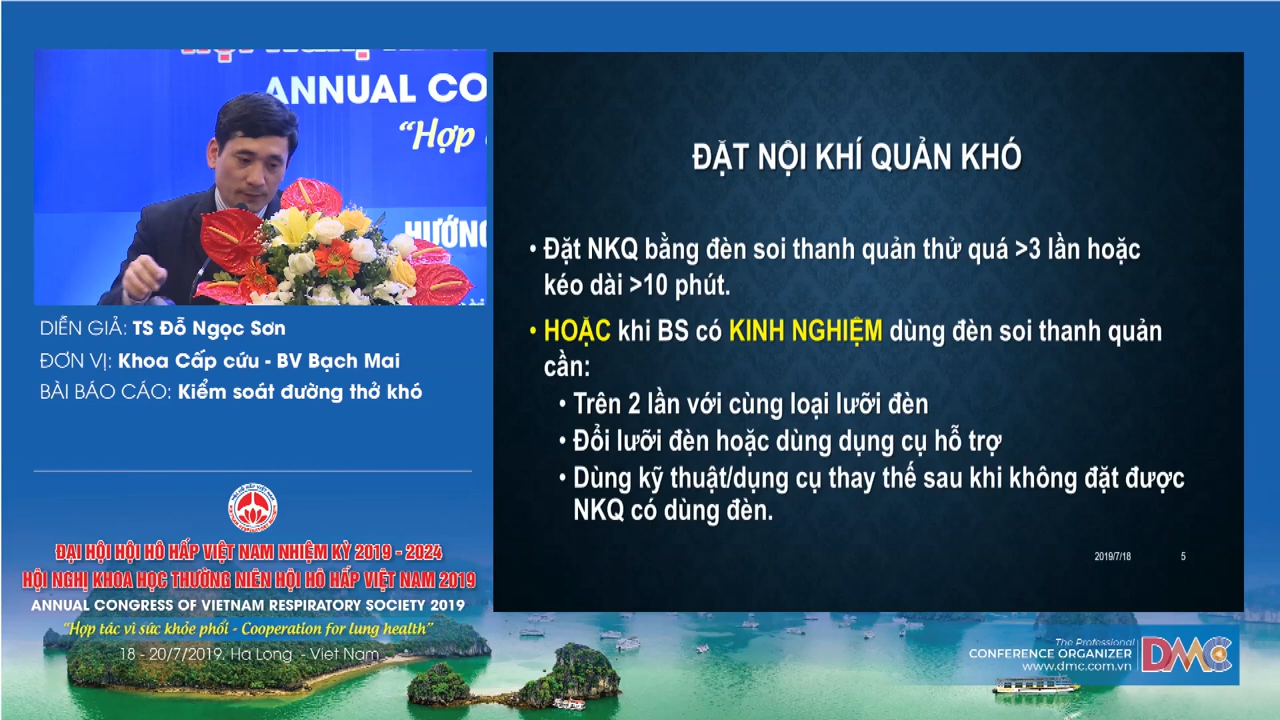 ANNUAL CO
“Hợp
HƯỚNG
DIỄN GIẢ: TS Đỗ Ngọc Sơn
ĐƠN VỊ: Khoa Cấp cứu - BV Bạch Mai
BÀI BÁO CÁO: Kiểm soát đường thở khó
ĐẠI HỘI HỘI HÔ HẤP VIỆT NAM NHIỆM KỲ 2019 - 2024
HỘI NGHỊ KHOA HỌC THƯỜNG NIÊN HỘI HÔ HẤP VIỆT NAM 2019
ANNUAL CONGRESS OF VIETNAM RESPIRATORY SOCIETY 2019
“Hợp tác vì sức khỏe phổi - Cooperation for lung health”
18 - 20/7/2019. Ha Long - Viet Nam
ĐẶT NỘI KHÍ QUẢN KHÓ
• Đặt NKQ bằng đèn soi thanh quản thử quá >3 lần hoặc
kéo dài >10 phút.
• HOẶC khi BS có KINH NGHIỆM dùng đèn soi thanh quản
cần:
• Trên 2 lần với cùng loại lưỡi đèn
• Đổi lưỡi đèn hoặc dùng dụng cụ hỗ trợ
• Dùng kỹ thuật/dụng cụ thay thế sau khi không đặt được
NKQ có dùng đèn.
2019/7/18 5
The Professional
CONFERENCE ORGANIZER
www.dmc.com.vn
DMC